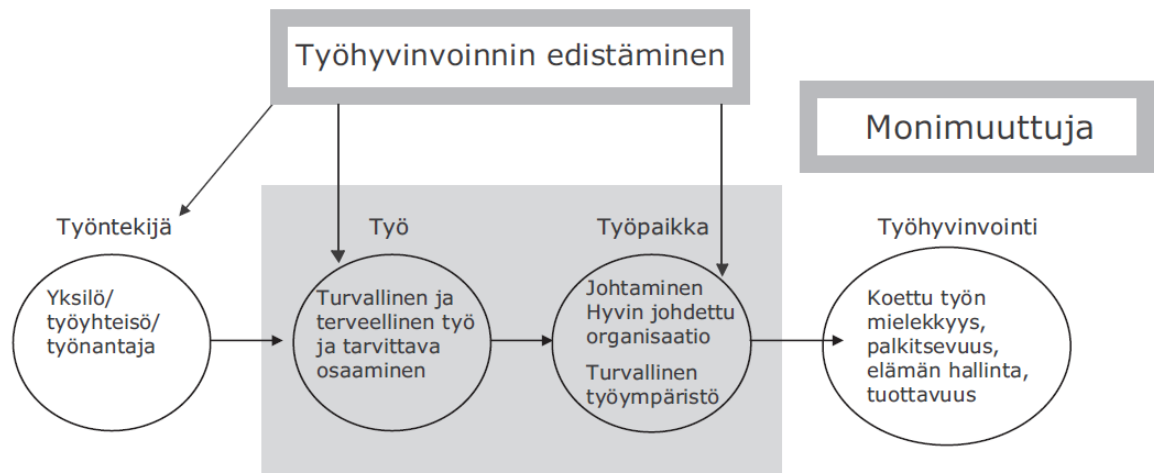 Työhyvinvoinnin edistäminen
Monimuuttuja
Työntekijä
Yksilö/
työyhteisö/
työnantaja
Työ
Turvallinen ja
terveellinen työ
ja tarvittava
osaaminen
Työpaikka
Johtaminen
Hyvin johdettu
organisaatio
Turvallinen
työympäristö
Työhyvinvointi
Koettu työn
mielekkyys,
palkitsevuus,
elämän hallinta,
tuottavuus